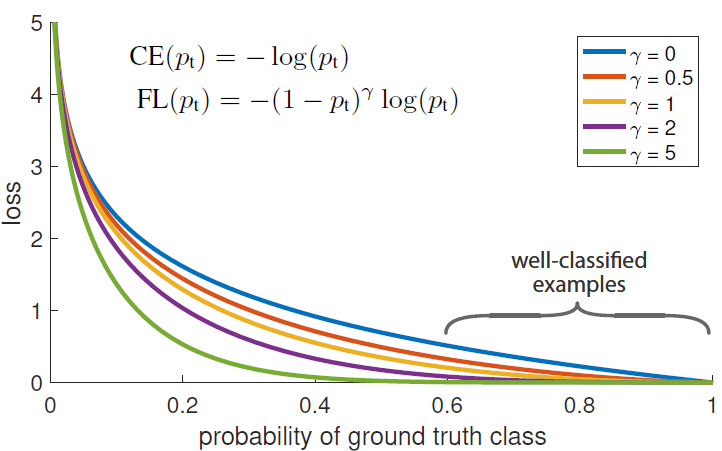 CE(pₜ) = − log(pₜ)
FL(pₜ) = −(1 − pₜ)ᵞ log(pₜ)
γ = 0
γ = 0.5
γ = 1
γ = 2
γ = 5
well-classified
examples
5
4
3
2
1
0
loss
0
0.2
0.4
0.6
0.8
1
probability of ground truth class